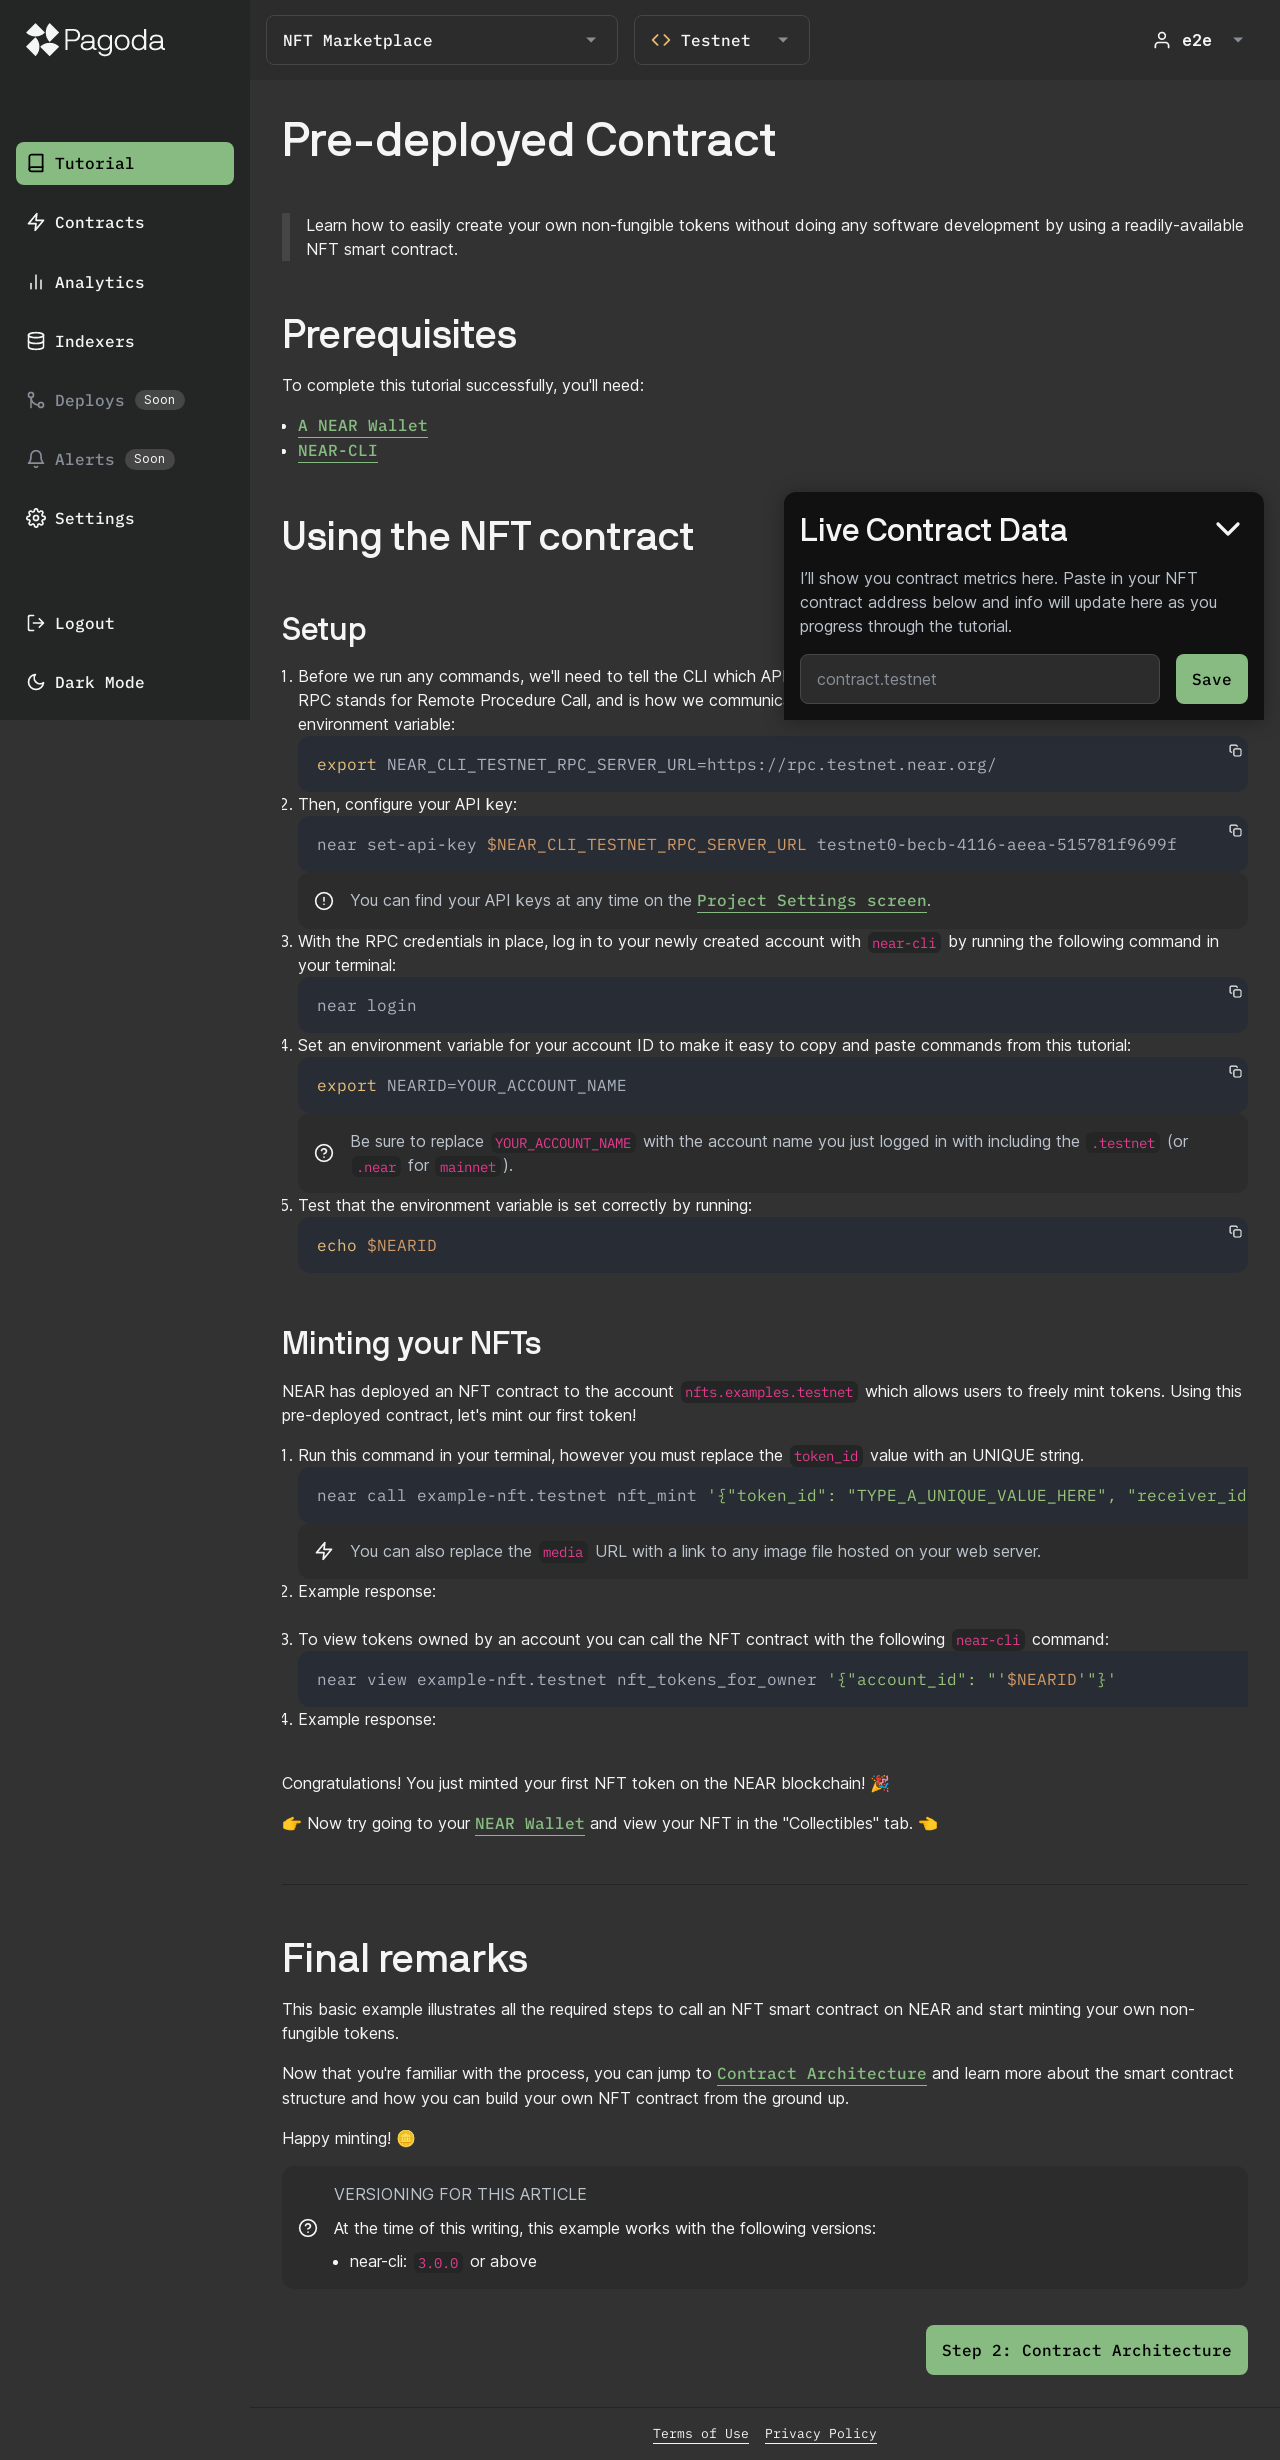 Pagoda
NFT Marketplace
Testnet
e2e
Tutorial
Contracts
Analytics
Indexers
Deploys Soon
Alerts Soon
Settings
Logout
Dark Mode
Pre-deployed Contract
Learn how to easily create your own non-fungible tokens without doing any software development by using a readily-available
NFT smart contract.
Prerequisites
To complete this tutorial successfully, you'll need:
• A NEAR Wallet
• NEAR-CLI
Using the NFT contract
Live Contract Data
I’ll show you contract metrics here. Paste in your NFT
contract address below and info will update here as you
progress through the tutorial.
contract.testnet
Save
Setup
1. Before we run any commands, we'll need to tell the CLI which API
RPC stands for Remote Procedure Call, and is how we communic
environment variable:
export NEAR_CLI_TESTNET_RPC_SERVER_URL=https://rpc.testnet.near.org/
2. Then, configure your API key:
near set-api-key $NEAR_CLI_TESTNET_RPC_SERVER_URL testnet0-becb-4116-aeea-515781f9699f
You can find your API keys at any time on the Project Settings screen.
3. With the RPC credentials in place, log in to your newly created account with near-cli by running the following command in
your terminal:
near login
4. Set an environment variable for your account ID to make it easy to copy and paste commands from this tutorial:
export NEARID=YOUR_ACCOUNT_NAME
Be sure to replace YOUR_ACCOUNT_NAME with the account name you just logged in with including the .testnet (or
.near for mainnet).
5. Test that the environment variable is set correctly by running:
echo $NEARID
Minting your NFTs
NEAR has deployed an NFT contract to the account nfts.examples.testnet which allows users to freely mint tokens. Using this
pre-deployed contract, let's mint our first token!
1. Run this command in your terminal, however you must replace the token_id value with an UNIQUE string.
near call example-nft.testnet nft_mint '{"token_id": "TYPE_A_UNIQUE_VALUE_HERE", "receiver_id
You can also replace the media URL with a link to any image file hosted on your web server.
2. Example response:
3. To view tokens owned by an account you can call the NFT contract with the following near-cli command:
near view example-nft.testnet nft_tokens_for_owner '{"account_id": "'$NEARID'"}'
4. Example response:
Congratulations! You just minted your first NFT token on the NEAR blockchain! 🎉
👉 Now try going to your NEAR Wallet and view your NFT in the "Collectibles" tab. 👈
Final remarks
This basic example illustrates all the required steps to call an NFT smart contract on NEAR and start minting your own non-
fungible tokens.
Now that you're familiar with the process, you can jump to Contract Architecture and learn more about the smart contract
structure and how you can build your own NFT contract from the ground up.
Happy minting! 🪙
VERSIONING FOR THIS ARTICLE
At the time of this writing, this example works with the following versions:
• near-cli: 3.0.0 or above
Step 2: Contract Architecture
Terms of Use Privacy Policy